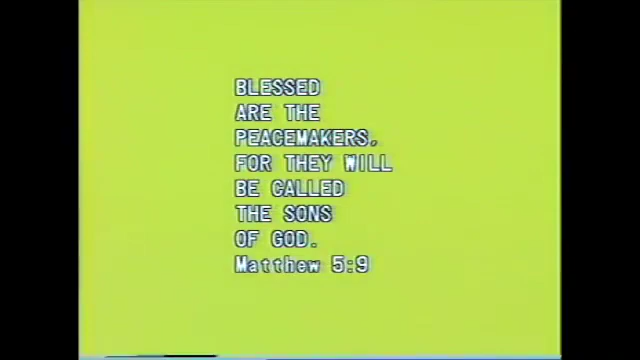 BLESSED
ARE THE
PEACEMAKERS.
FOR THEY WILL
BE CALLED
THE SONS
OF GOD.
Matthew 5:9